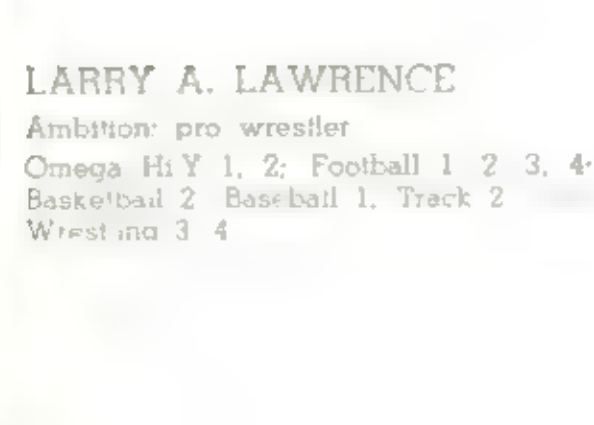 LARRY A. LAWRENCE
Ambition: pro wrestler
Omega Hi Y 1, 2; Football 1 2 3, 4;
Basketball 2 Baseball 1, Track 2
Wrestling 3 4